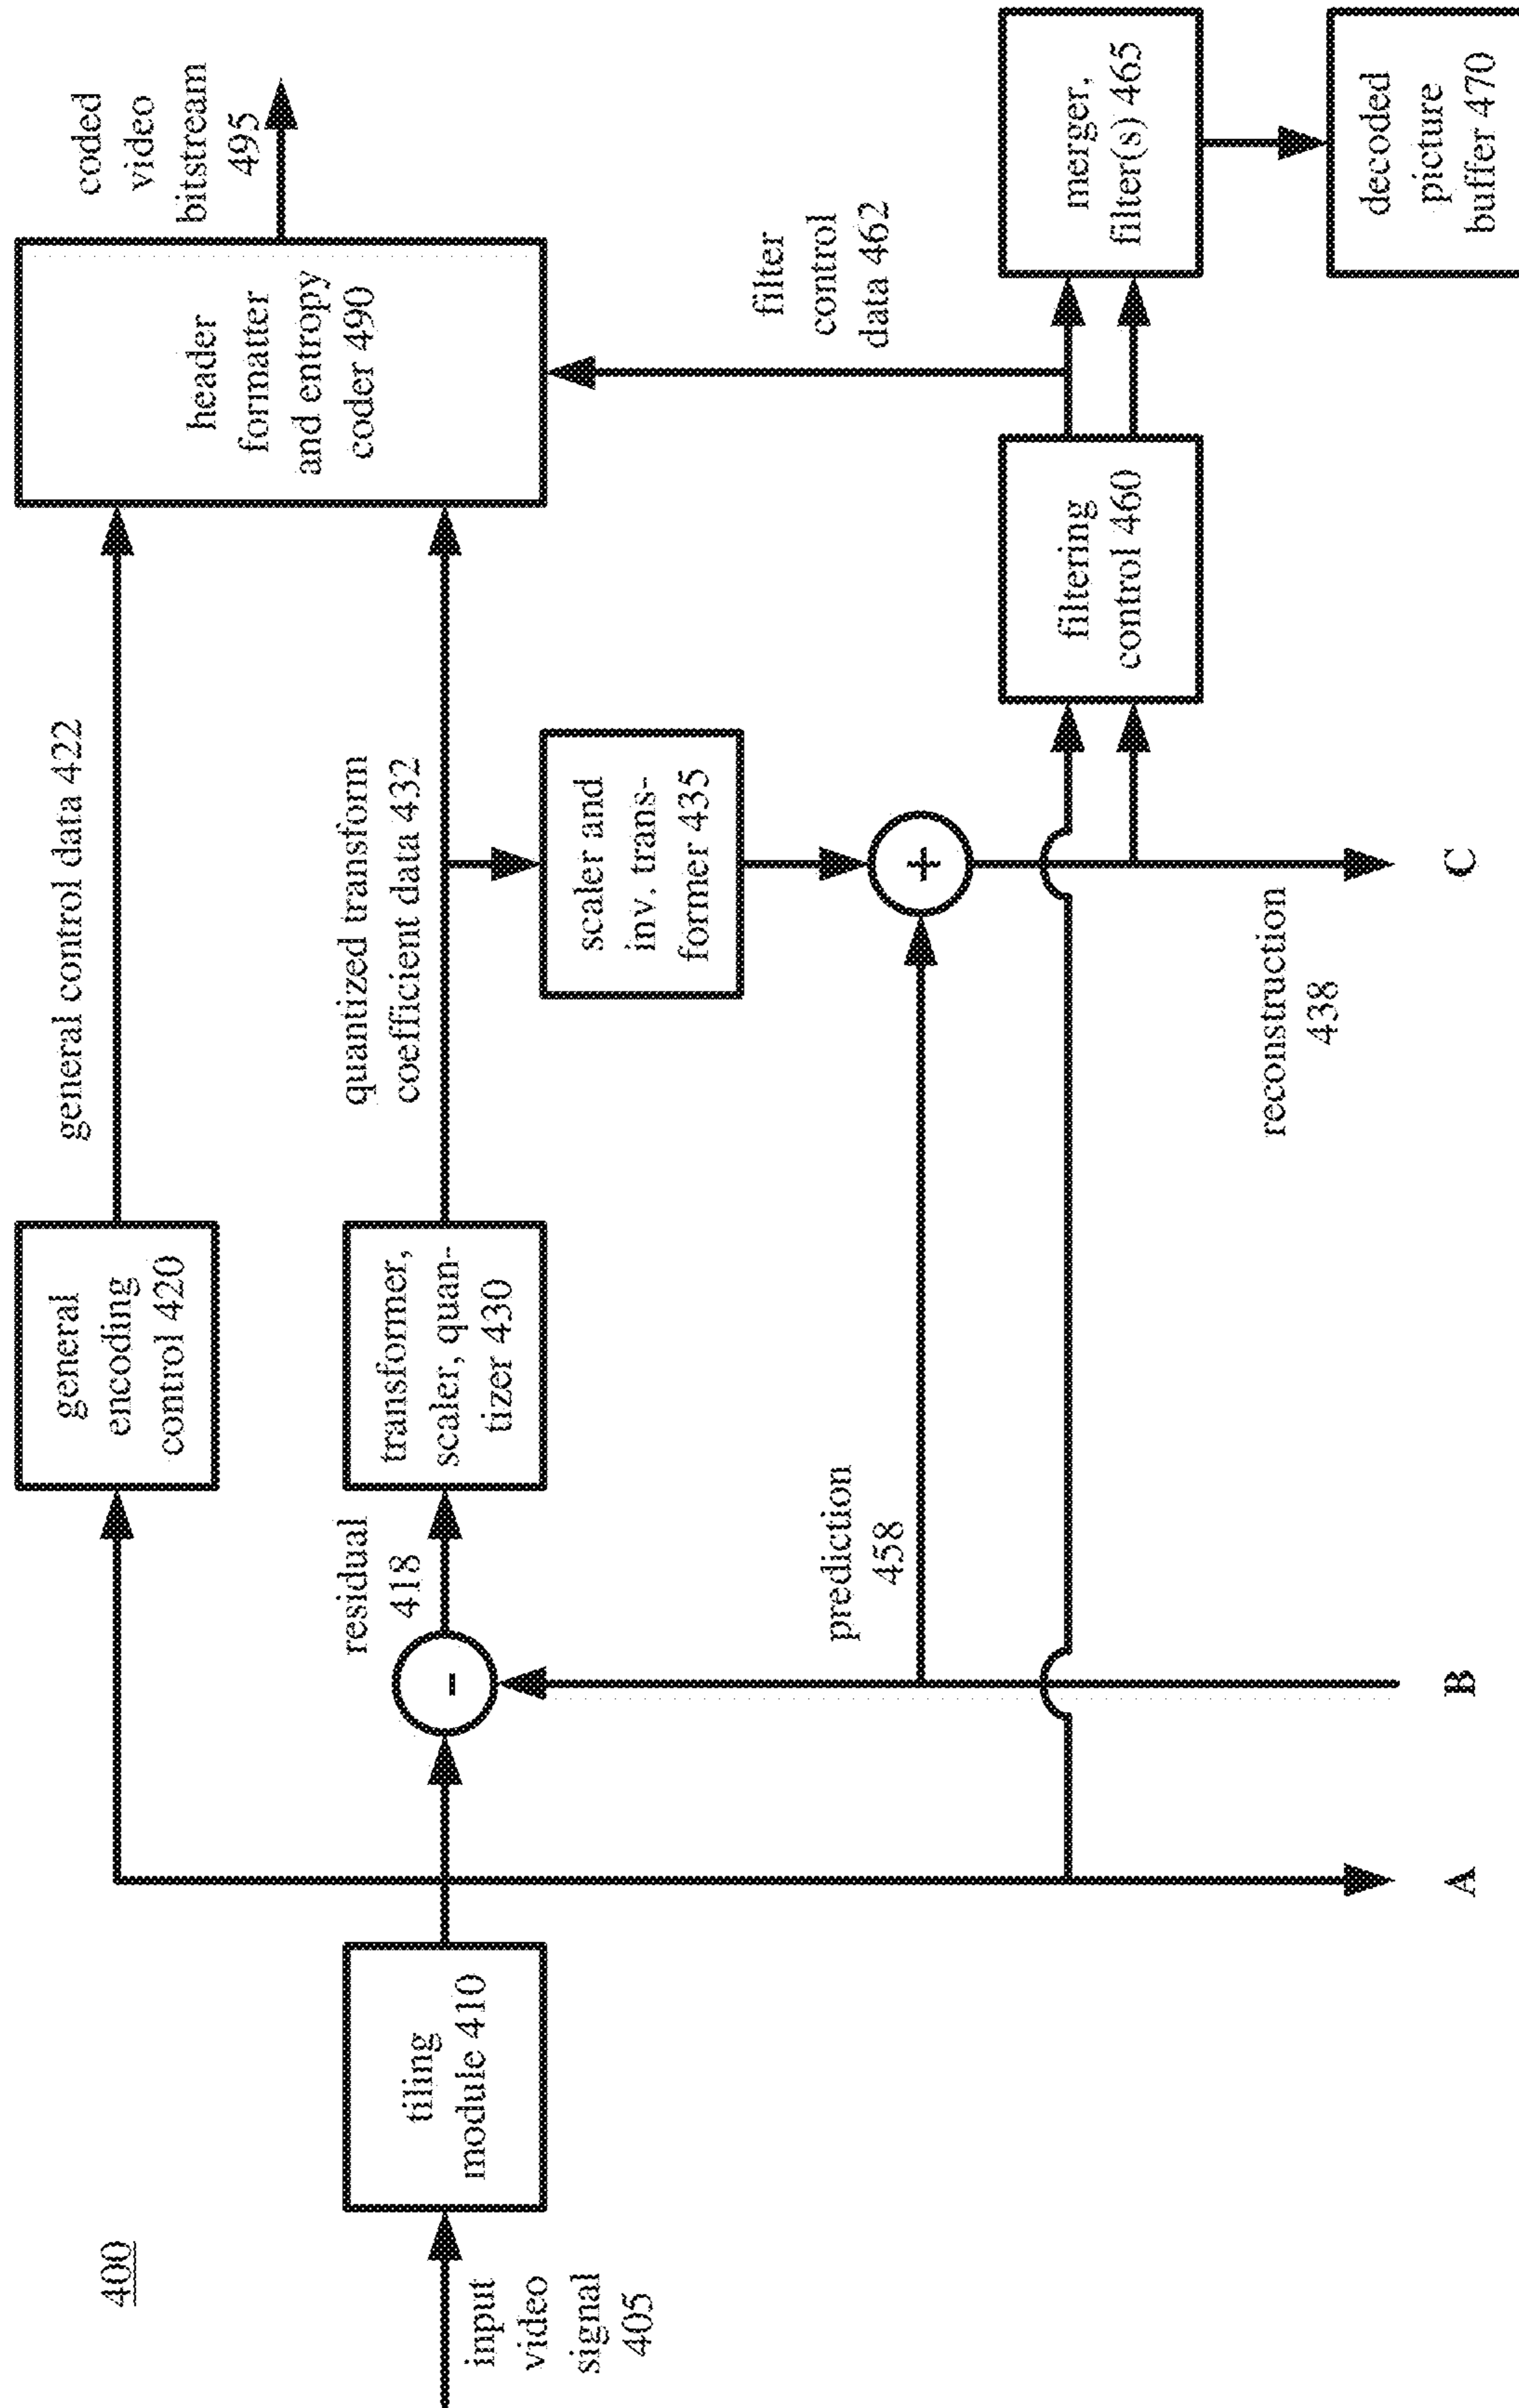 400
input
video
signal
405
tiling
module 410
general
encoding
control 420
general control data 422
header
formatter
and entropy
coder 490
coded
video
bitstream
495
residual
418
-
transformer,
scaler, quan-
tizer 430
quantized transform
coefficient data 432
scaler and
inv. trans-
former 435
prediction
458
+
filter
control
data 462
filtering
control 460
merger,
filter(s) 465
decoded
picture
buffer 470
reconstruction
438
A
B
C